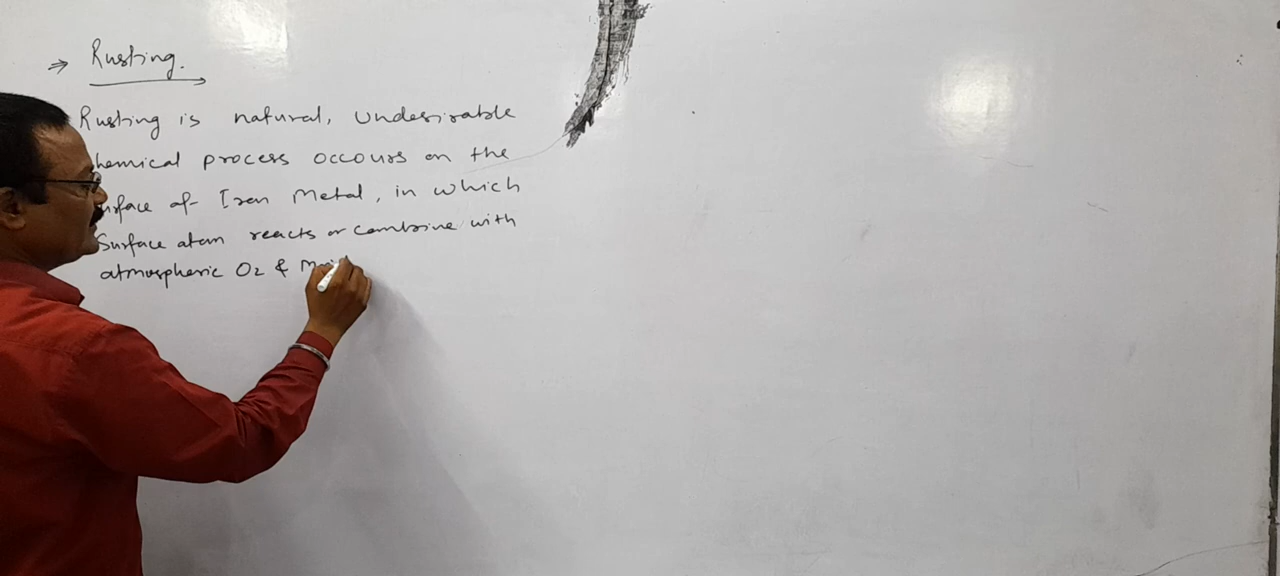 ⇒ Rusting.
Rusting is natural, undesirable
hemical process occours on the
urface of Iron Metal, in which
Surface atom reacts or combine with
atmospheric O2 & M